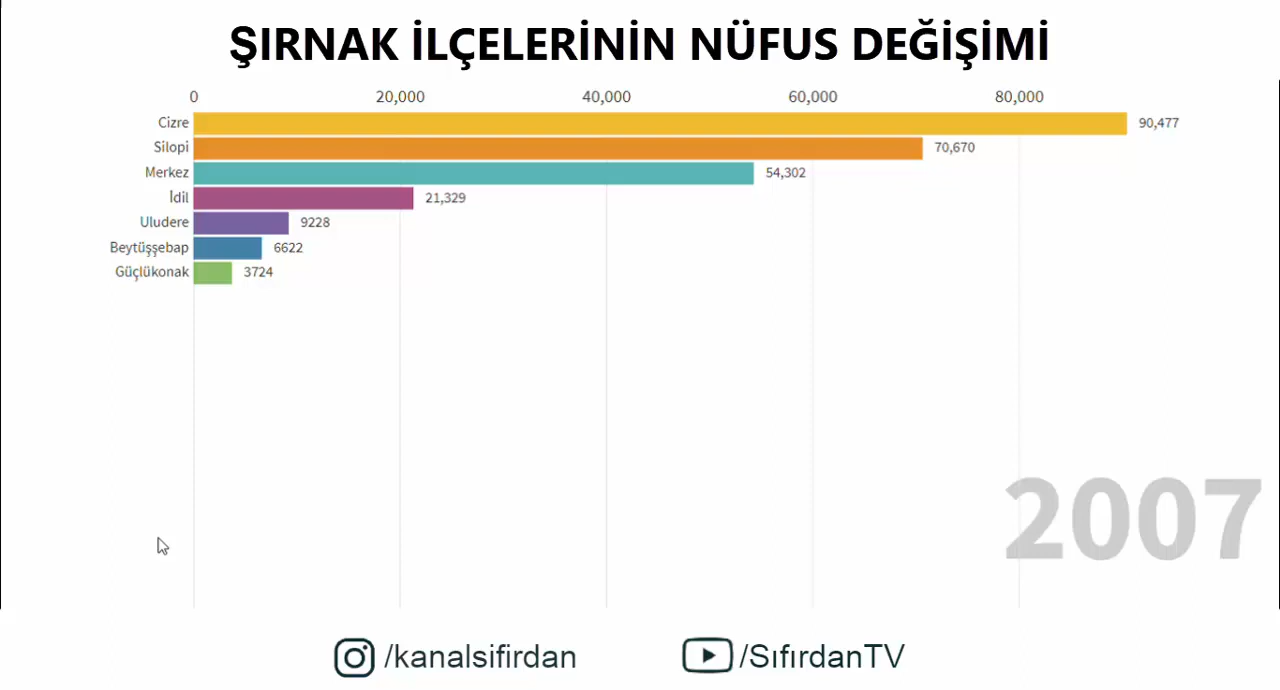 ŞIRNAK İLÇELERİNİN NÜFUS DEĞİŞİMİ
0 20,000 40,000 60,000 80,000
Cizre 90,477
Silopi 70,670
Merkez 54,302
İdil 21,329
Uludere 9228
Beytüşşebap 6622
Güçlükonak 3724
2007
/kanalsifirdan /SıfırdanTV